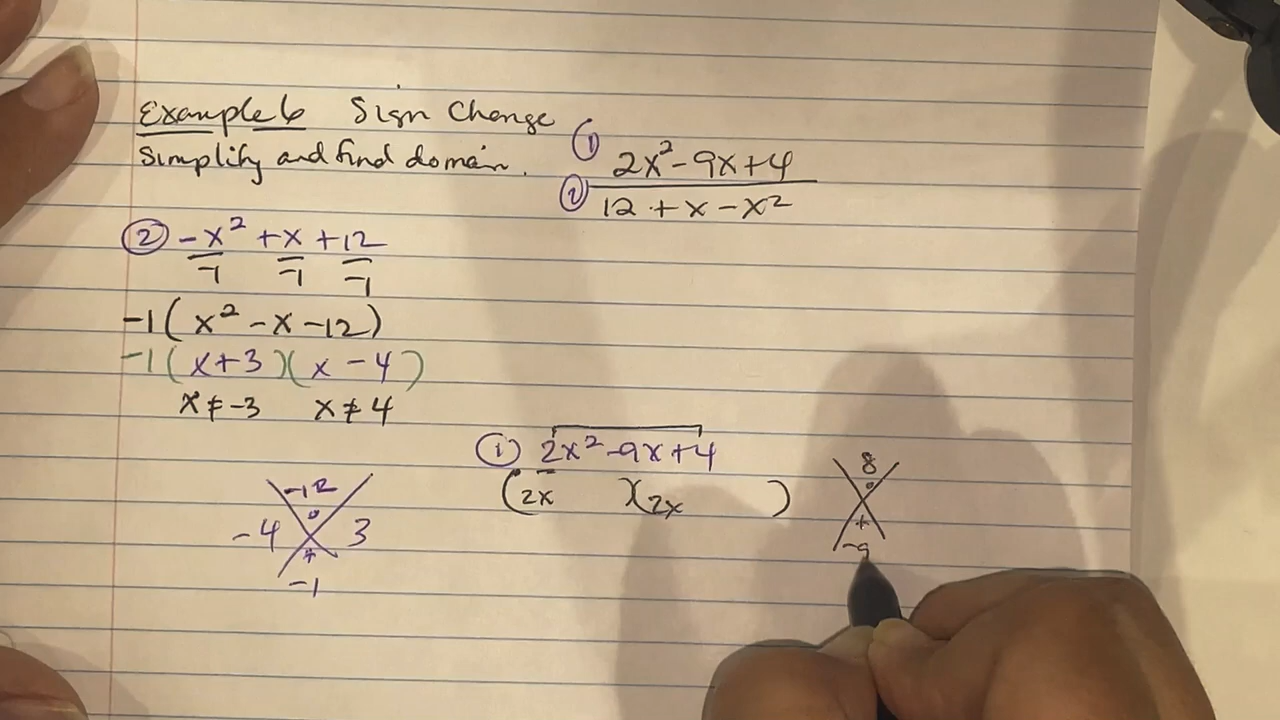 Example 6 Sign Change
Simplify and find domain.
① 2x²-9x+4
② 12+x-x²
② -x² +x +12
-1 -1 -1
-1( x² -x -12)
-1( x+3 )( x -4 )
x≠-3 x≠4
① 2x²-9x+4
(2x )(2x )
8
•
+
-9
-12
•
-4 3
+
-1